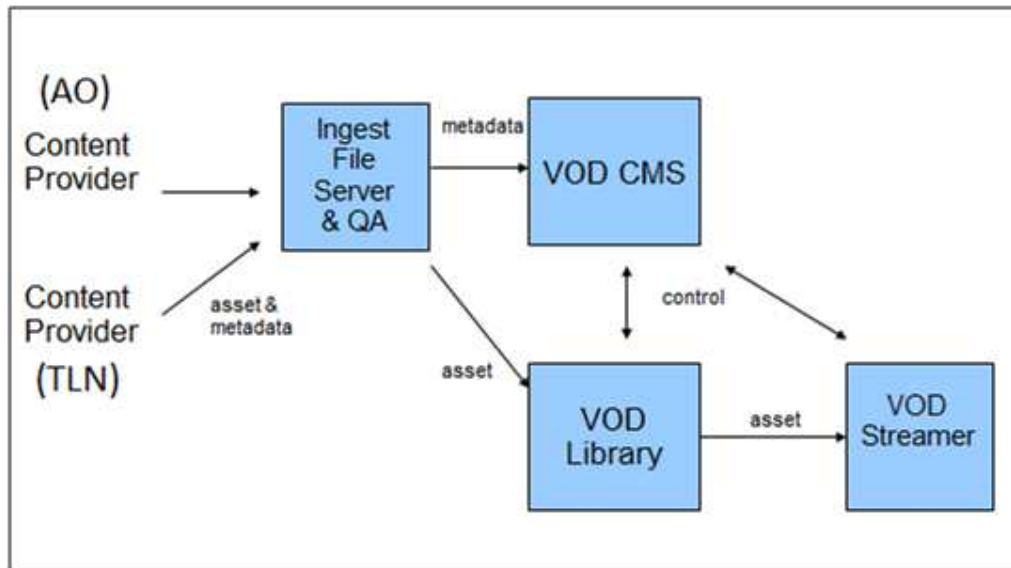 (AO)
Content
Provider
Content
Provider
(TLN)
asset &
metadata
Ingest
File
Server
& QA
metadata
VOD CMS
control
asset
VOD
Library
asset
VOD
Streamer